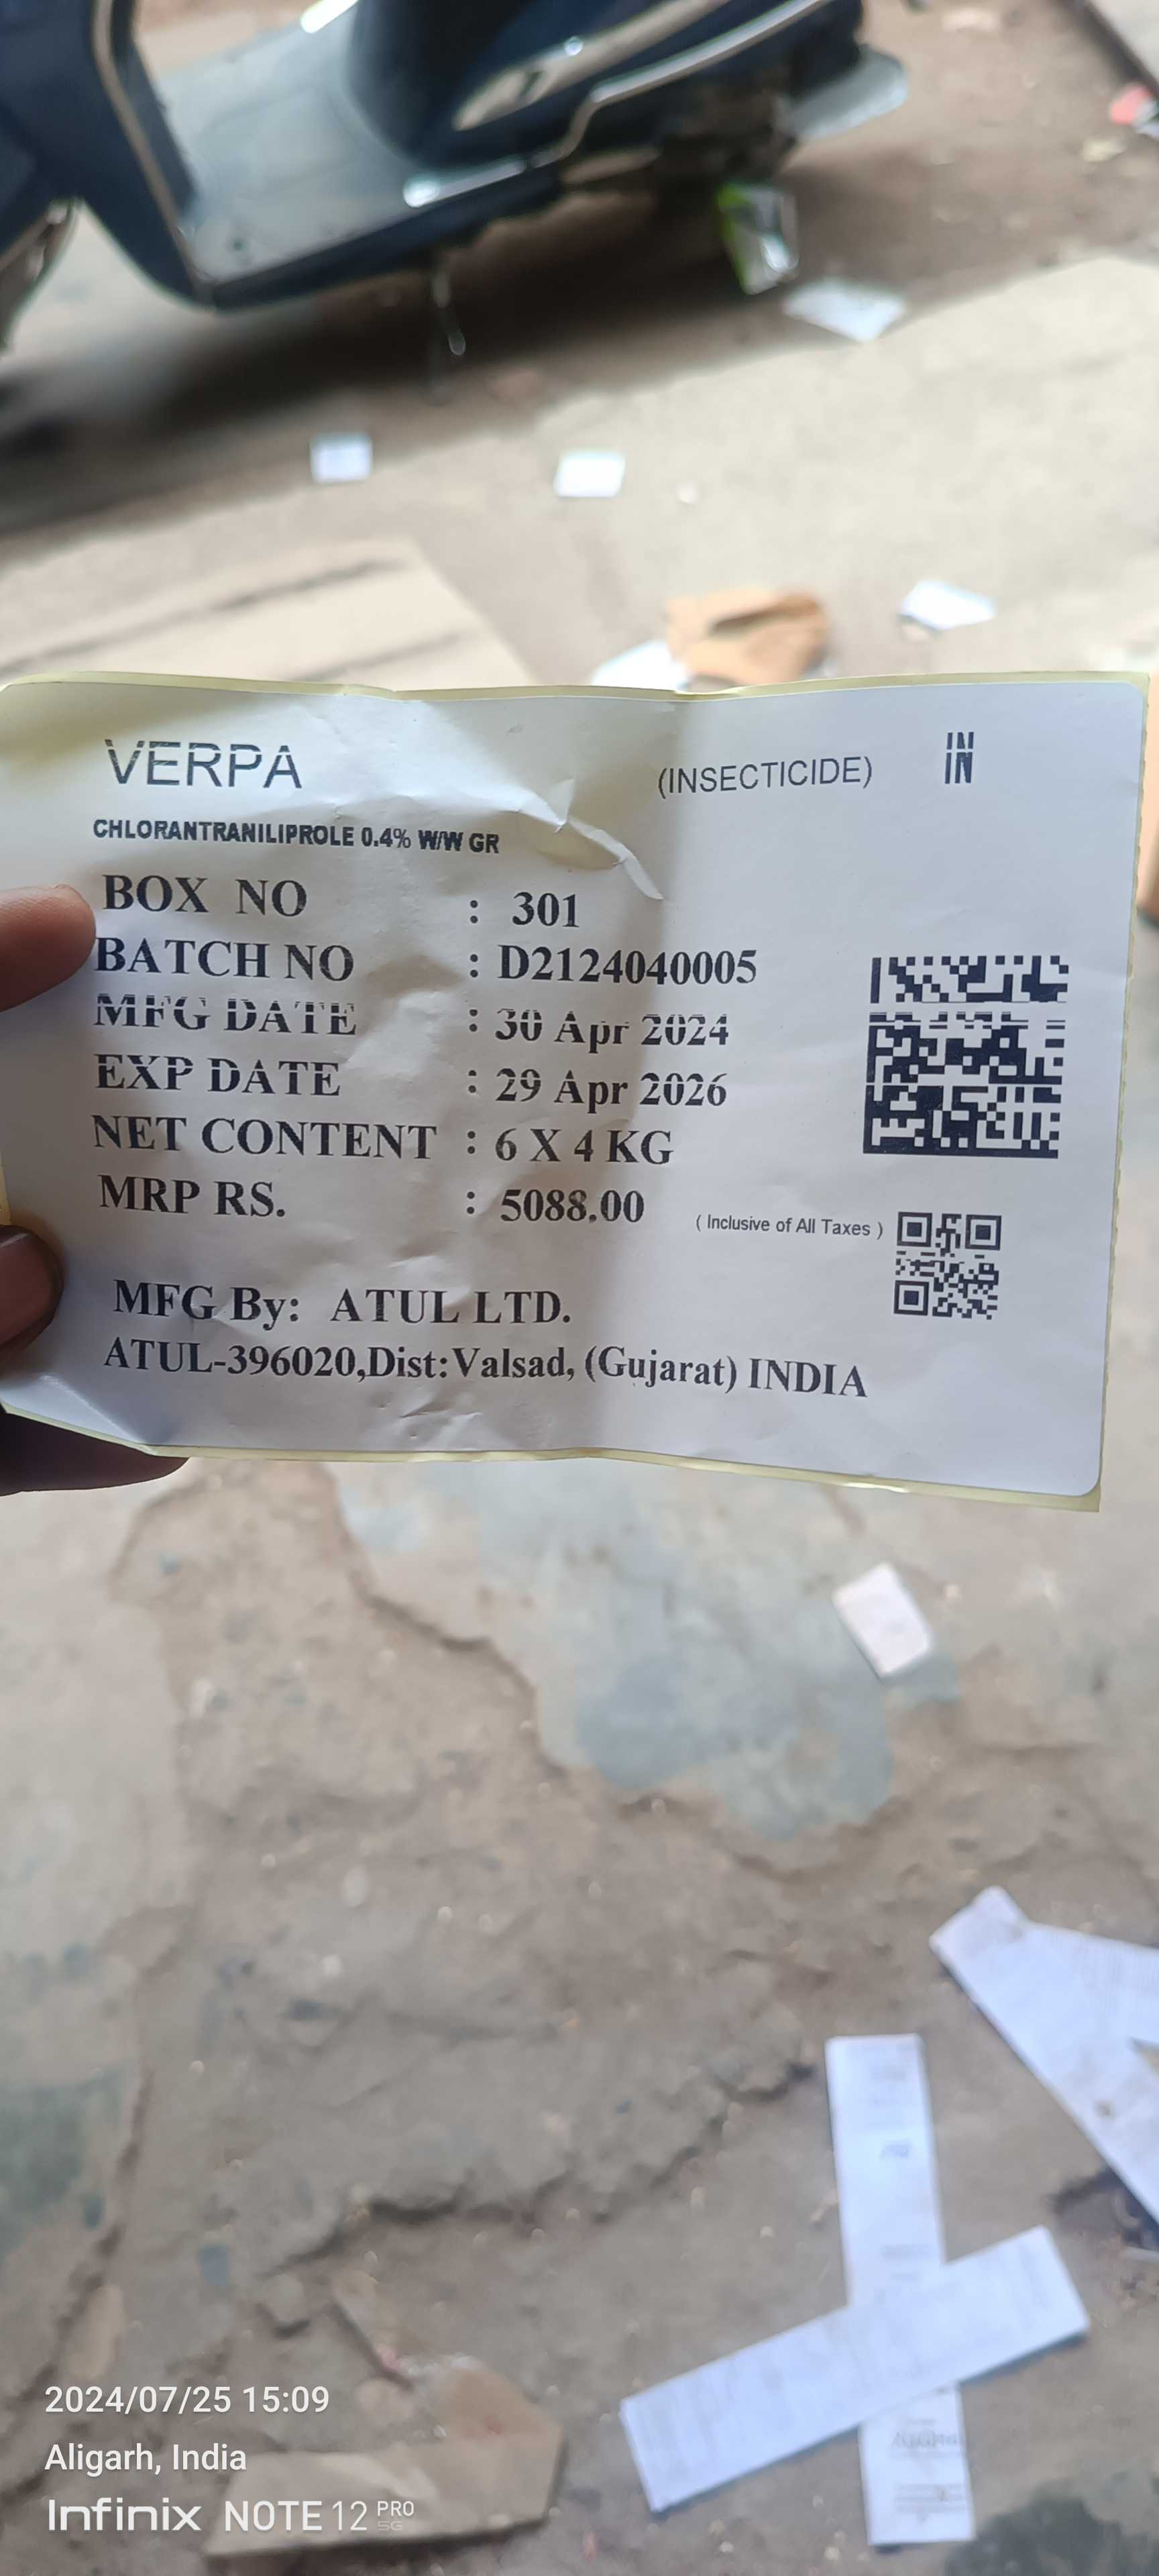 VERPA (INSECTICIDE) IN
CHLORANTRANILIPROLE 0.4% W/W GR
BOX NO : 301
BATCH NO : D2124040005
MFG DATE : 30 Apr 2024
EXP DATE : 29 Apr 2026
NET CONTENT : 6 X 4 KG
MRP RS. : 5088.00 ( Inclusive of All Taxes )
MFG By: ATUL LTD.
ATUL-396020,Dist:Valsad, (Gujarat) INDIA
2024/07/25 15:09
Aligarh, India
Infinix NOTE 12 PRO 5G